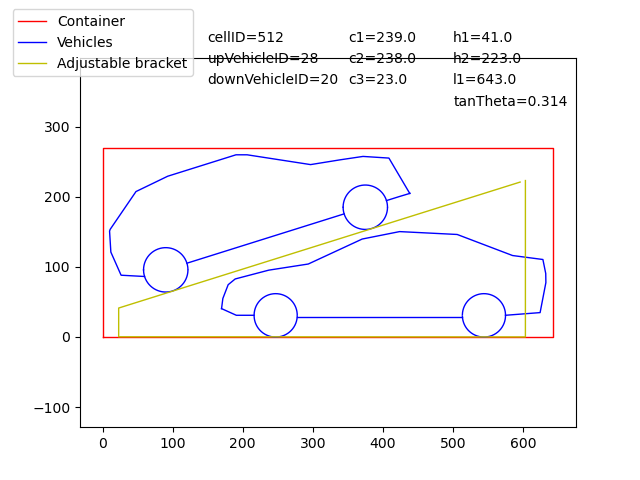 Container
Vehicles
Adjustable bracket
cellID=512 c1=239.0 h1=41.0
upVehicleID=28 c2=238.0 h2=223.0
downVehicleID=20 c3=23.0 l1=643.0
tanTheta=0.314
300
200
100
0
−100
0 100 200 300 400 500 600